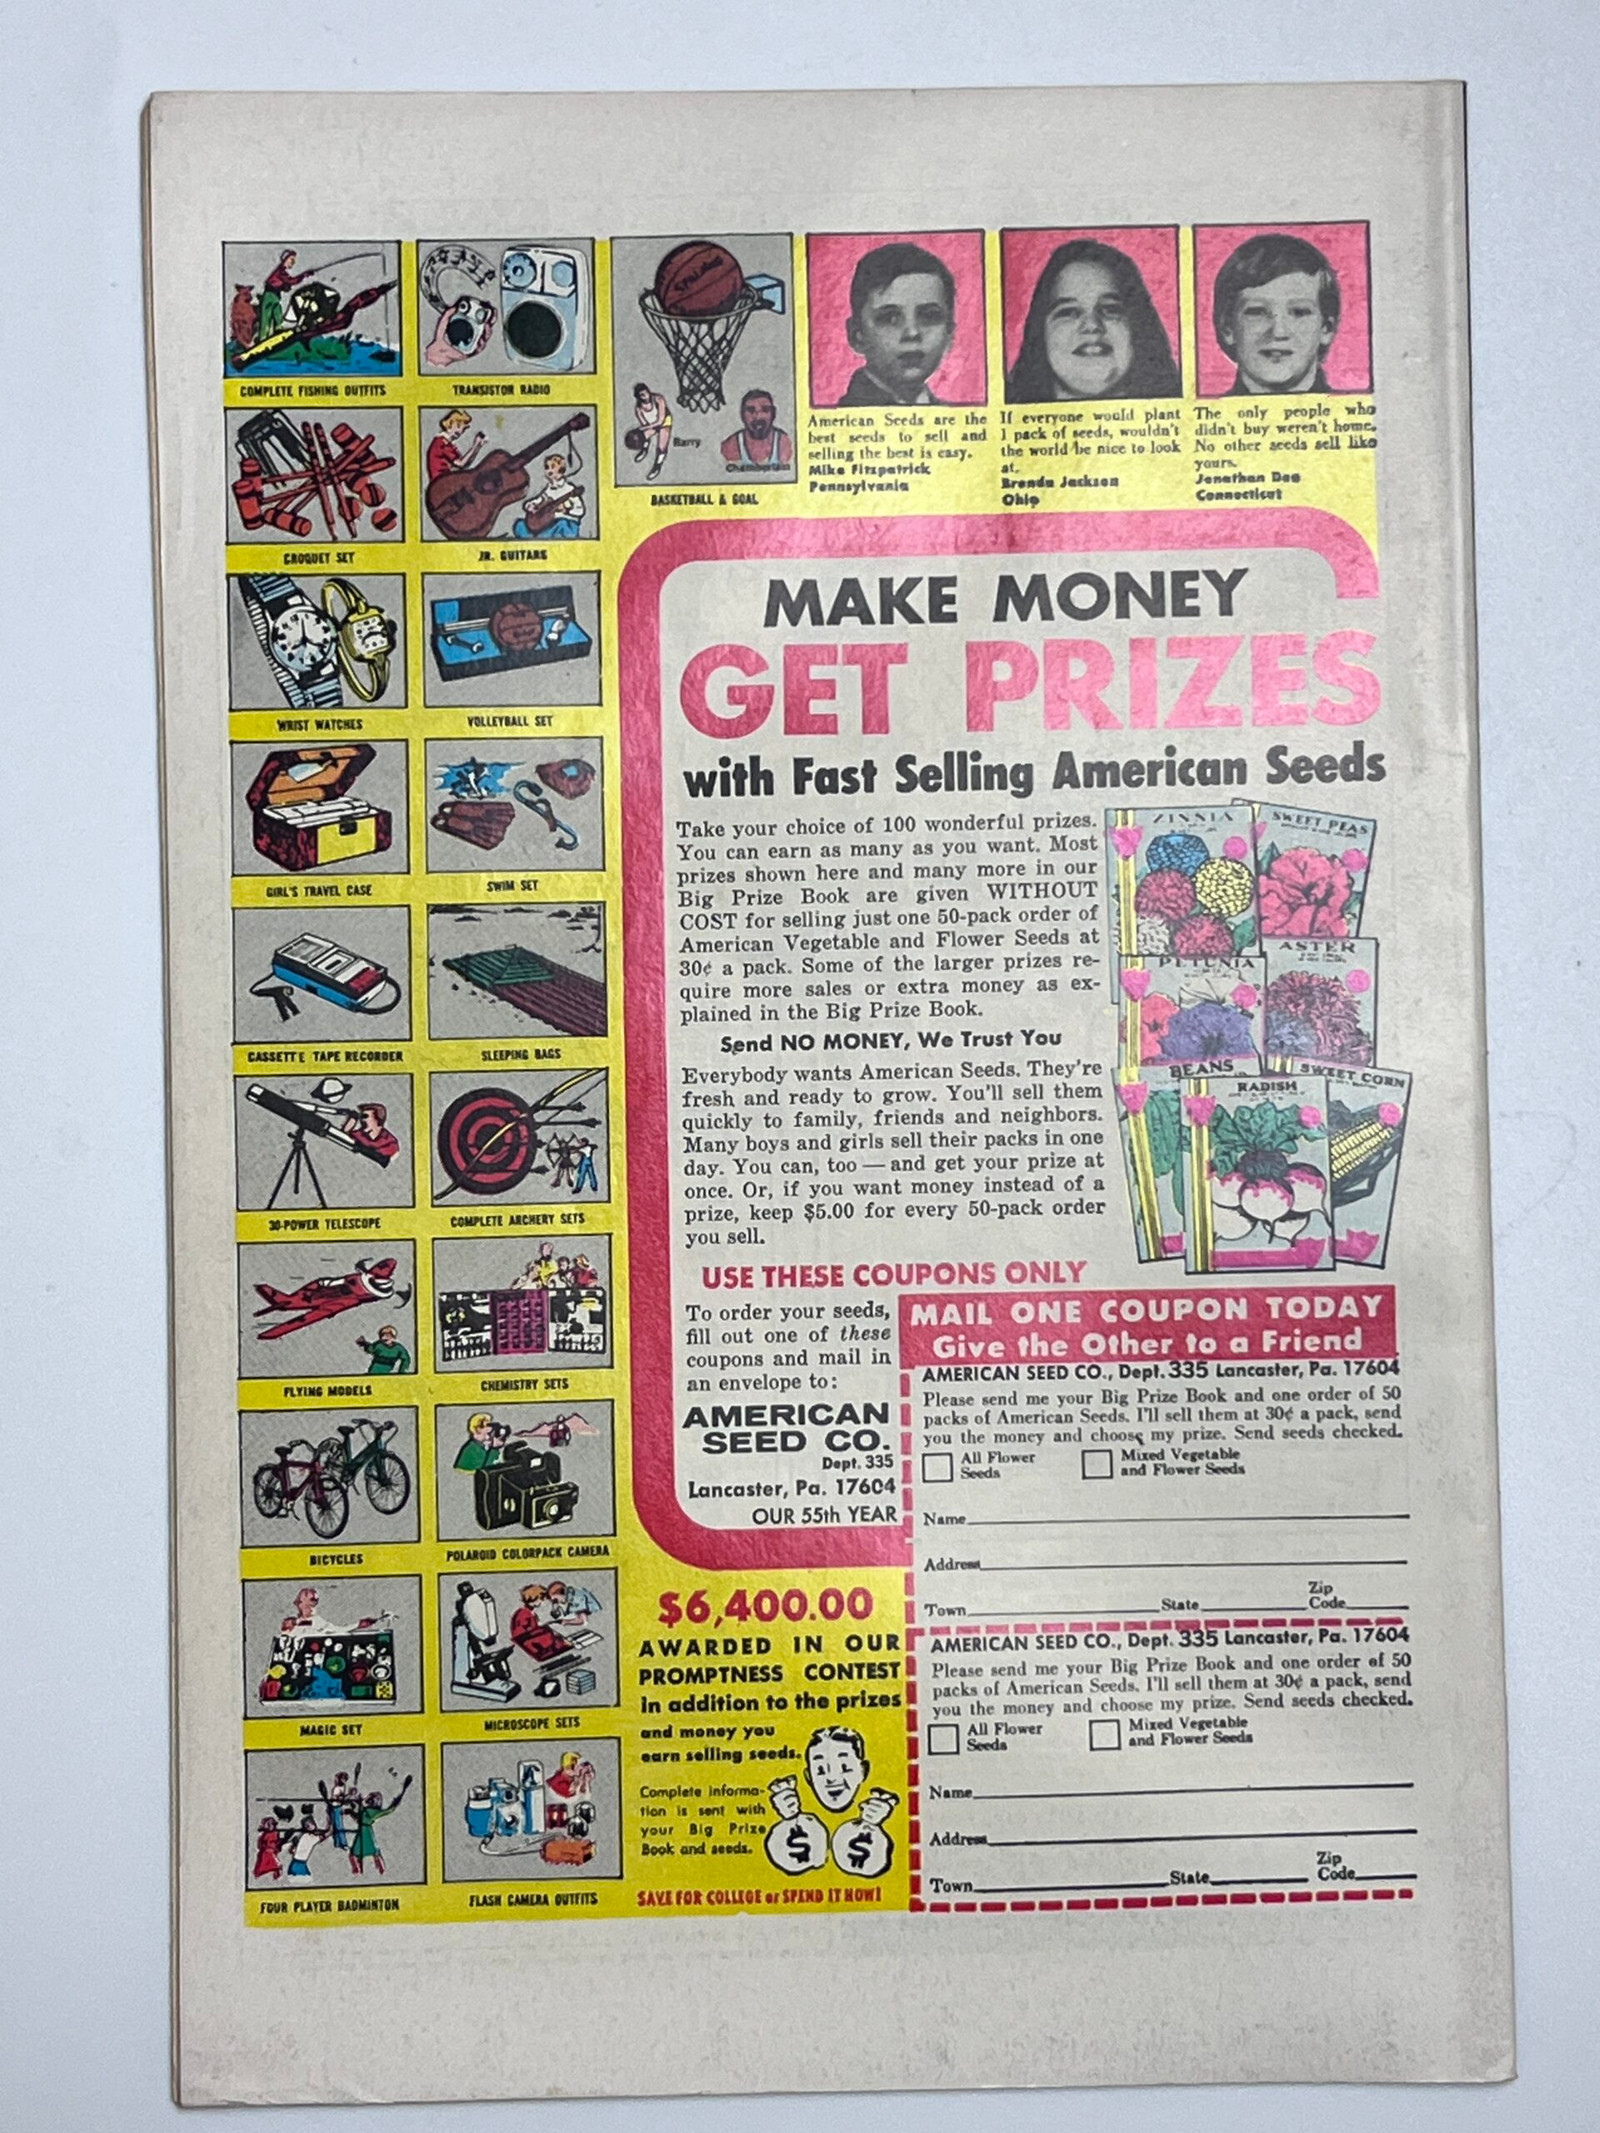 COMPLETE FISHING OUTFITS
TRANSISTOR RADIO
SPALDING
Barry
Chamberlain
BASKETBALL & GOAL
CROQUET SET
JR. GUITARS
WRIST WATCHES
VOLLEYBALL SET
GIRL'S TRAVEL CASE
SWIM SET
CASSETTE TAPE RECORDER
SLEEPING BAGS
30-POWER TELESCOPE
COMPLETE ARCHERY SETS
FLYING MODELS
CHEMISTRY SETS
BICYCLES
POLAROID COLORPACK CAMERA
MAGIC SET
MICROSCOPE SETS
FOUR PLAYER BADMINTON
FLASH CAMERA OUTFITS
American Seeds are the
best seeds to sell and
selling the best is easy.
Mike Fitzpatrick
Pennsylvania
If everyone would plant
1 pack of seeds, wouldn't
the world be nice to look
at.
Brenda Jackson
Ohio
The only people who
didn't buy weren't home.
No other seeds sell like
yours.
Jonathan Dae
Connecticut
MAKE MONEY
GET PRIZES
with Fast Selling American Seeds
Take your choice of 100 wonderful prizes.
You can earn as many as you want. Most
prizes shown here and many more in our
Big Prize Book are given WITHOUT
COST for selling just one 50-pack order of
American Vegetable and Flower Seeds at
30¢ a pack. Some of the larger prizes re-
quire more sales or extra money as ex-
plained in the Big Prize Book.
Send NO MONEY, We Trust You
Everybody wants American Seeds. They're
fresh and ready to grow. You'll sell them
quickly to family, friends and neighbors.
Many boys and girls sell their packs in one
day. You can, too — and get your prize at
once. Or, if you want money instead of a
prize, keep $5.00 for every 50-pack order
you sell.
ZINNIA
SWEET PEAS
PETUNIA
ASTER
BEANS
RADISH
SWEET CORN
USE THESE COUPONS ONLY
To order your seeds,
fill out one of these
coupons and mail in
an envelope to:
AMERICAN
SEED CO.
Dept. 335
Lancaster, Pa. 17604
OUR 55th YEAR
MAIL ONE COUPON TODAY
Give the Other to a Friend
AMERICAN SEED CO., Dept. 335 Lancaster, Pa. 17604
Please send me your Big Prize Book and one order of 50
packs of American Seeds. I'll sell them at 30¢ a pack, send
you the money and choose my prize. Send seeds checked.
All Flower
Seeds
Mixed Vegetable
and Flower Seeds
Name
Address
Town State Zip
Code
AMERICAN SEED CO., Dept. 335 Lancaster, Pa. 17604
Please send me your Big Prize Book and one order of 50
packs of American Seeds. I'll sell them at 30¢ a pack, send
you the money and choose my prize. Send seeds checked.
All Flower
Seeds
Mixed Vegetable
and Flower Seeds
Name
Address
Town State Zip
Code
$6,400.00
AWARDED IN OUR
PROMPTNESS CONTEST
in addition to the prizes
and money you
earn selling seeds.
Complete informa-
tion is sent with
your Big Prize
Book and seeds.
$ $
SAVE FOR COLLEGE or SPEND IT NOW!